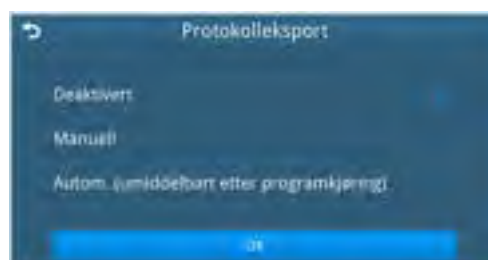 Protokolleksport
Deaktivert
Manuell
Autom. (umiddelbart etter programkjøring)
OK